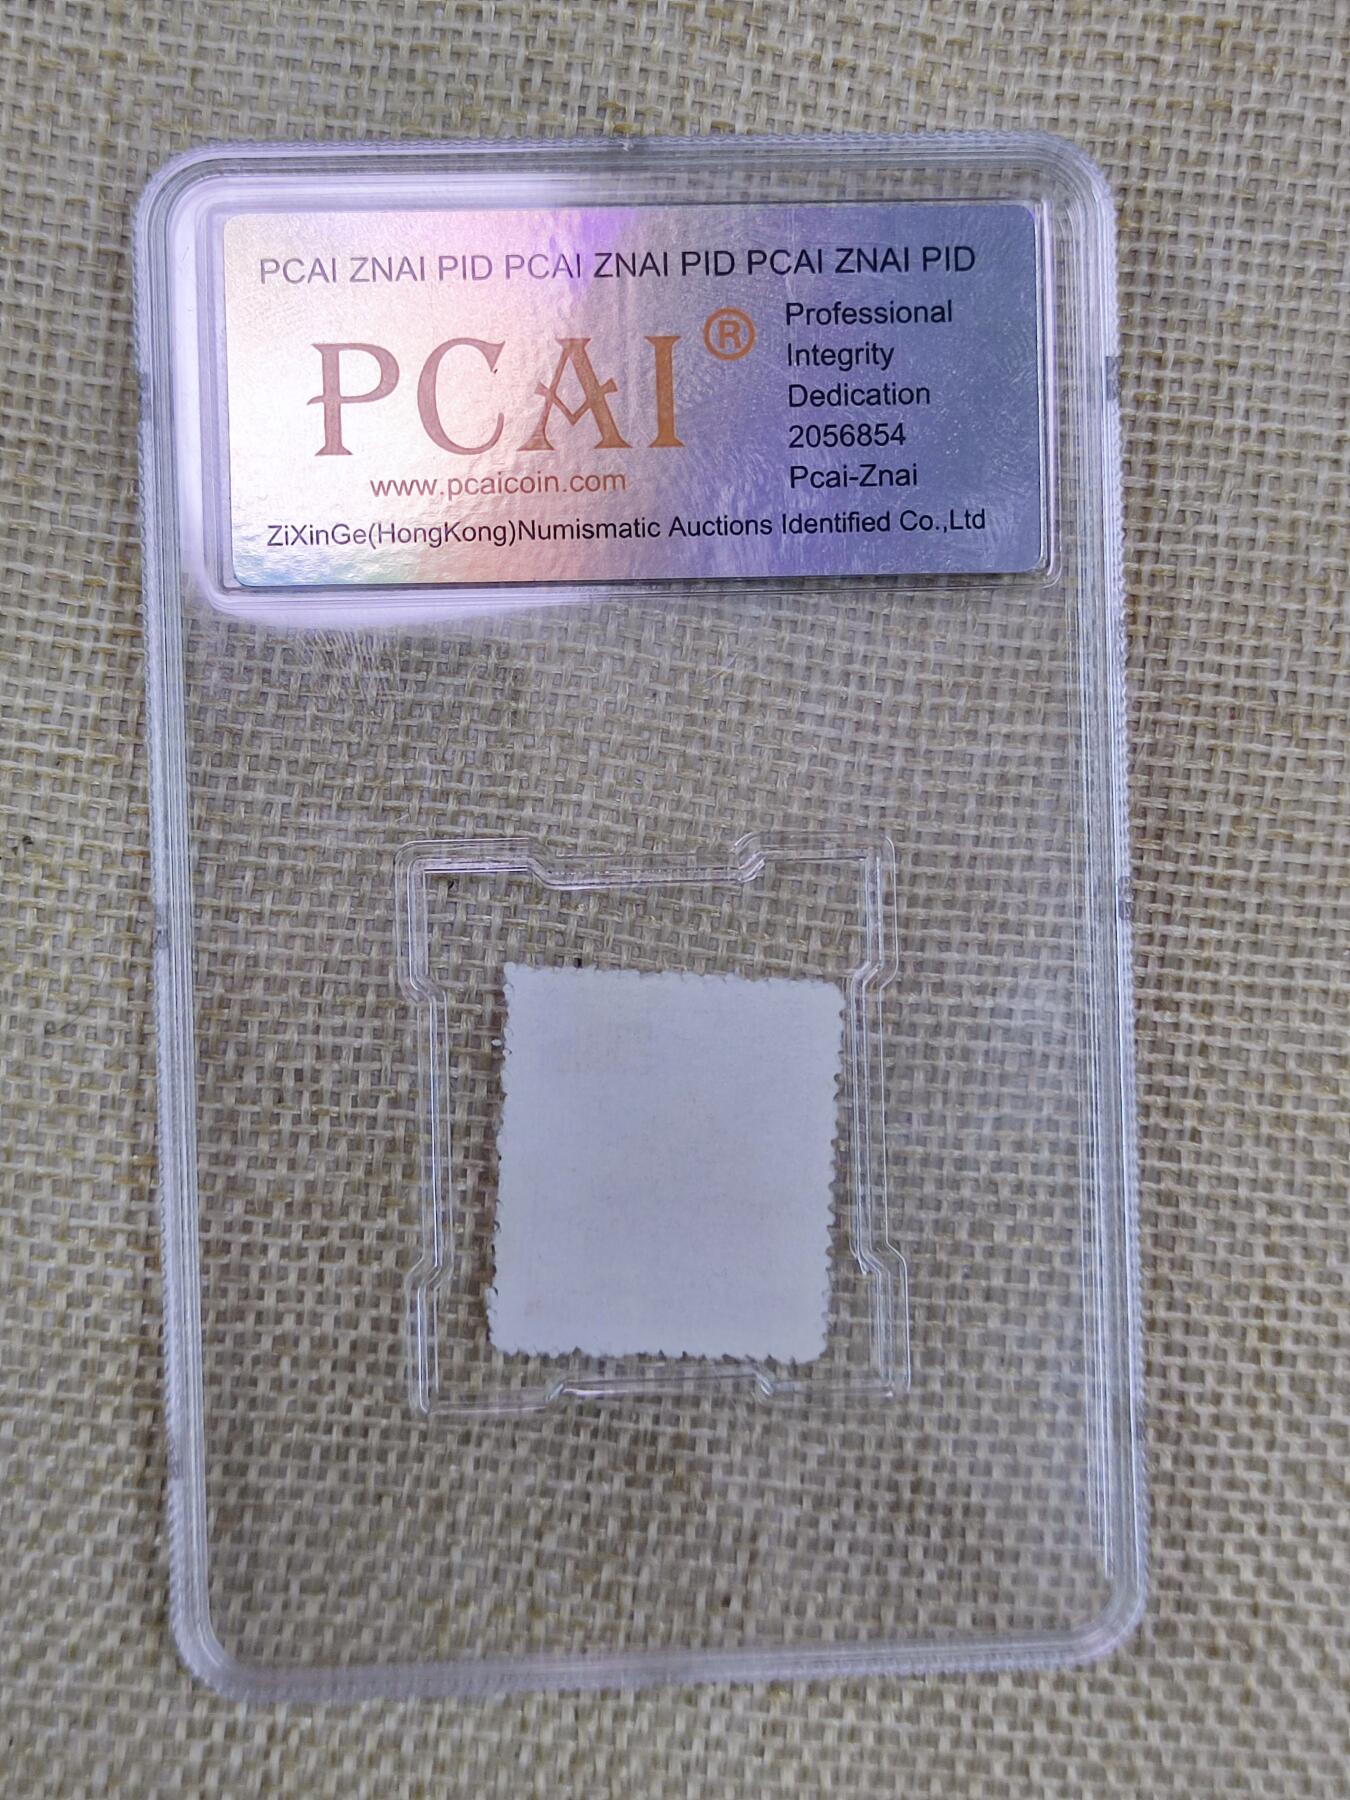 PCAI ZNAI PID PCAI ZNAI PID PCAI ZNAI PID
PCAI®
www.pcaicoin.com
Professional
Integrity
Dedication
2056854
Pcai-Znai
ZiXinGe(HongKong)Numismatic Auctions Identified Co.,Ltd